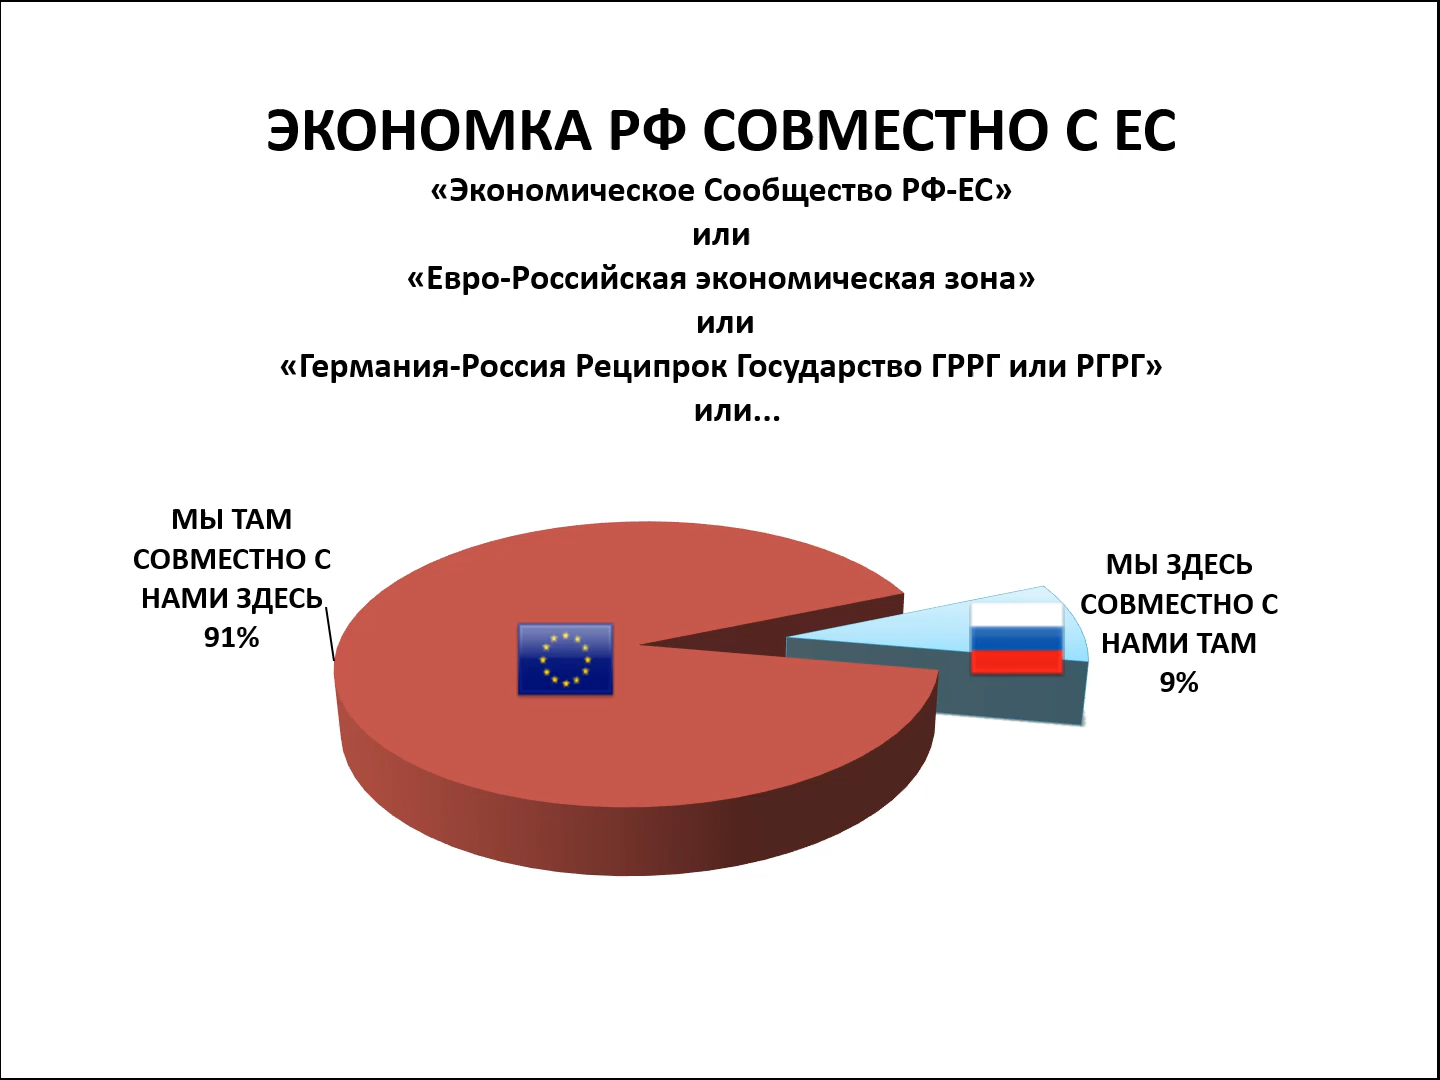 ЭКОНОМКА РФ СОВМЕСТНО С ЕС
«Экономическое Сообщество РФ-ЕС»
или
«Евро-Российская экономическая зона»
или
«Германия-Россия Реципрок Государство ГРРГ или РГРГ»
или...
МЫ ТАМ
СОВМЕСТНО С
НАМИ ЗДЕСЬ
91%
МЫ ЗДЕСЬ
СОВМЕСТНО С
НАМИ ТАМ
9%